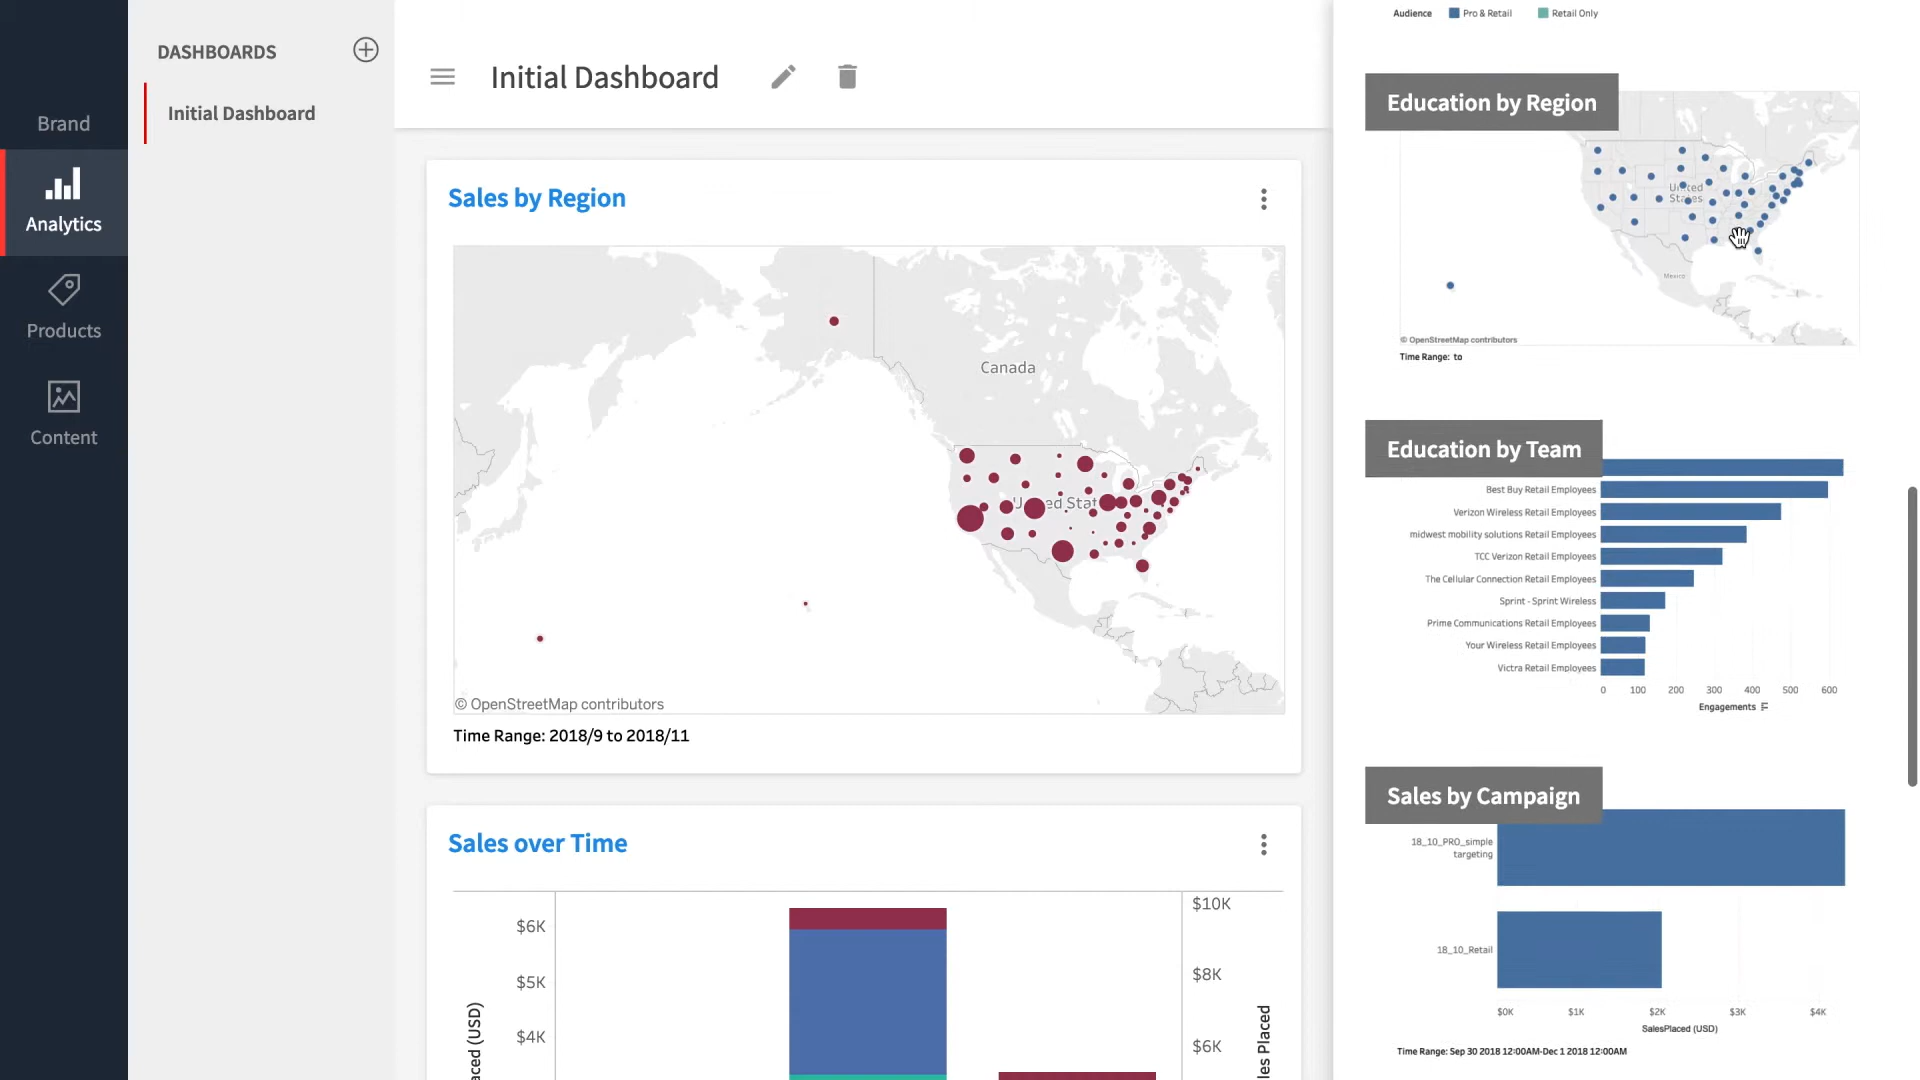 Brand
Analytics
Products
Content
DASHBOARDS
Initial Dashboard
Initial Dashboard
Sales by Region
Canada
© OpenStreetMap contributors
Time Range: 2018/9 to 2018/11
Sales over Time
$6K
$5K
$4K
$10K
$8K
$6K
Audience Pro & Retail Retail Only
Education by Region
United
States
Mexico
© OpenStreetMap contributors
Time Range: to
Education by Team
Best Buy Retail Employees
Verizon Wireless Retail Employees
midwest mobility solutions Retail Employees
TCC Verizon Retail Employees
The Cellular Connection Retail Employees
Sprint - Sprint Wireless
Prime Communications Retail Employees
Your Wireless Retail Employees
Victra Retail Employees
0 100 200 300 400 500 600
Engagements
Sales by Campaign
18_10_PRO_simple
targeting
18_10_Retail
$0K $1K $2K $3K $4K
SalesPlaced (USD)
Time Range: Sep 30 2018 12:00AM-Dec 1 2018 12:00AM